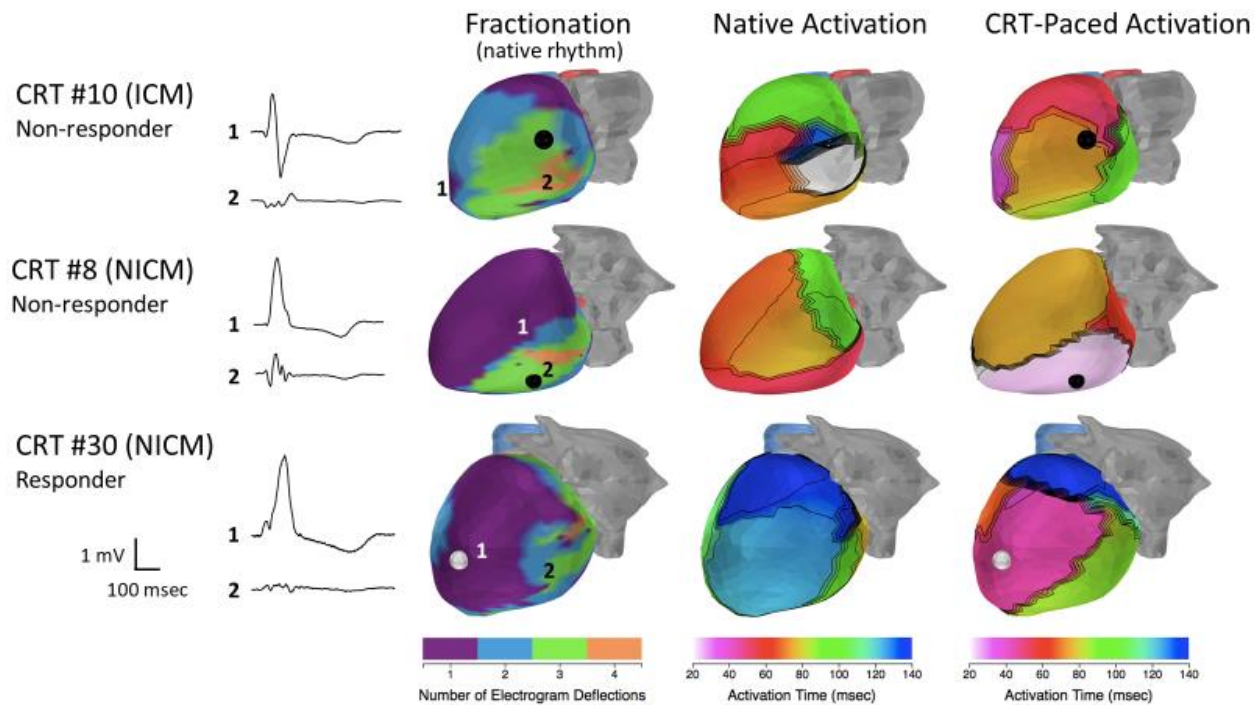 Fractionation
(native rhythm)
Native Activation
CRT-Paced Activation
CRT #10 (ICM)
Non-responder
1
2
1
2
CRT #8 (NICM)
Non-responder
1
2
1
2
CRT #30 (NICM)
Responder
1
2
1
2
1 mV
100 msec
1 2 3 4
Number of Electrogram Deflections
20 40 60 80 100 120 140
Activation Time (msec)
20 40 60 80 100 120 140
Activation Time (msec)